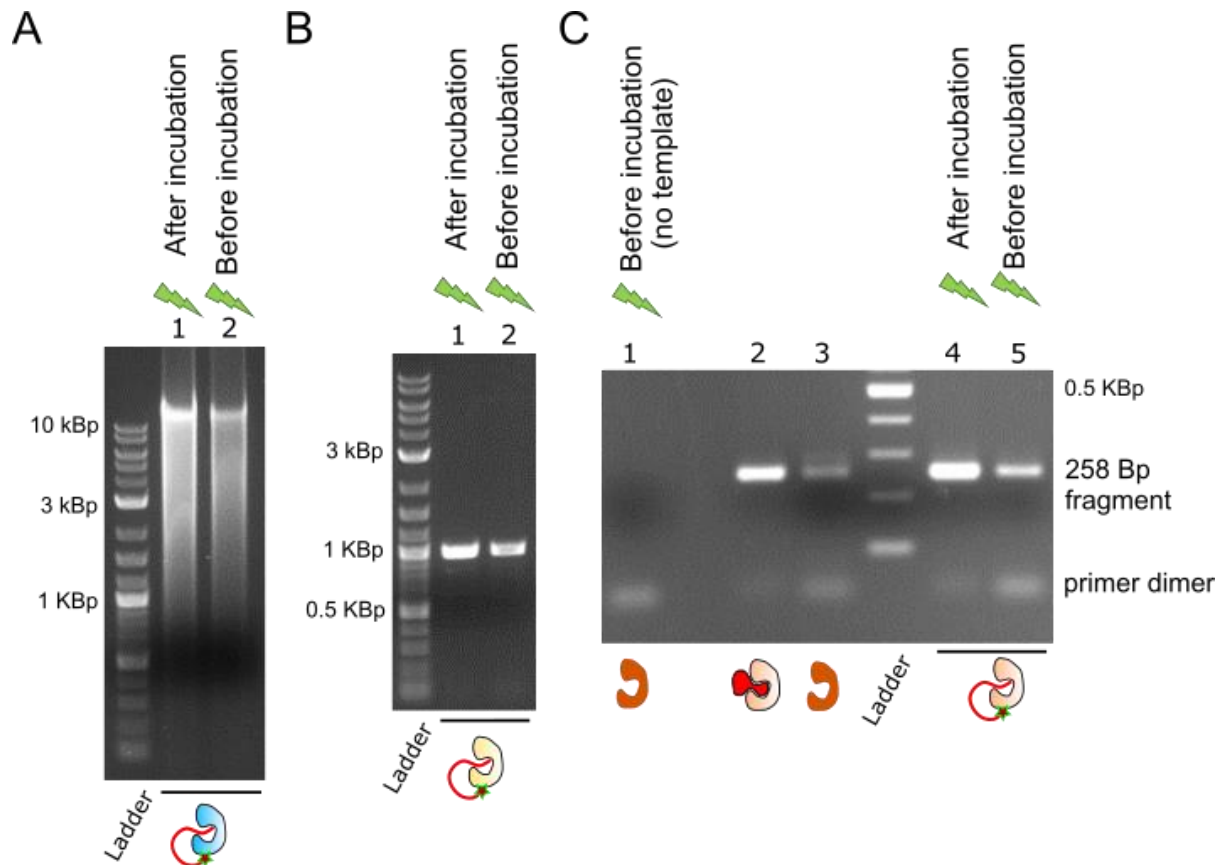 A
After incubation
Before incubation
1 2
10 kBp
3 kBp
1 KBp
Ladder
B
After incubation
Before incubation
1 2
3 kBp
1 KBp
0.5 KBp
Ladder
C
Before incubation
(no template)
After incubation
Before incubation
1 2 3 4 5
0.5 KBp
258 Bp
fragment
primer dimer
Ladder